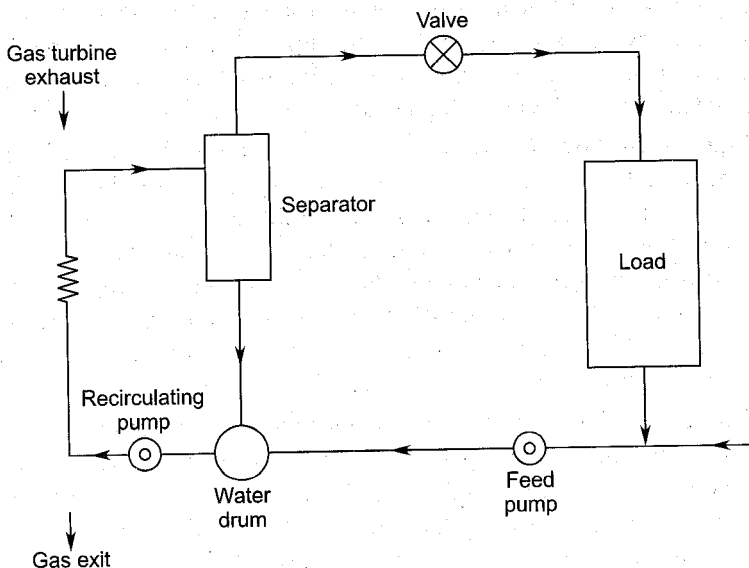 Valve
Gas turbine
exhaust
Separator
Load
Recirculating
pump
Water
drum
Feed
pump
Gas exit